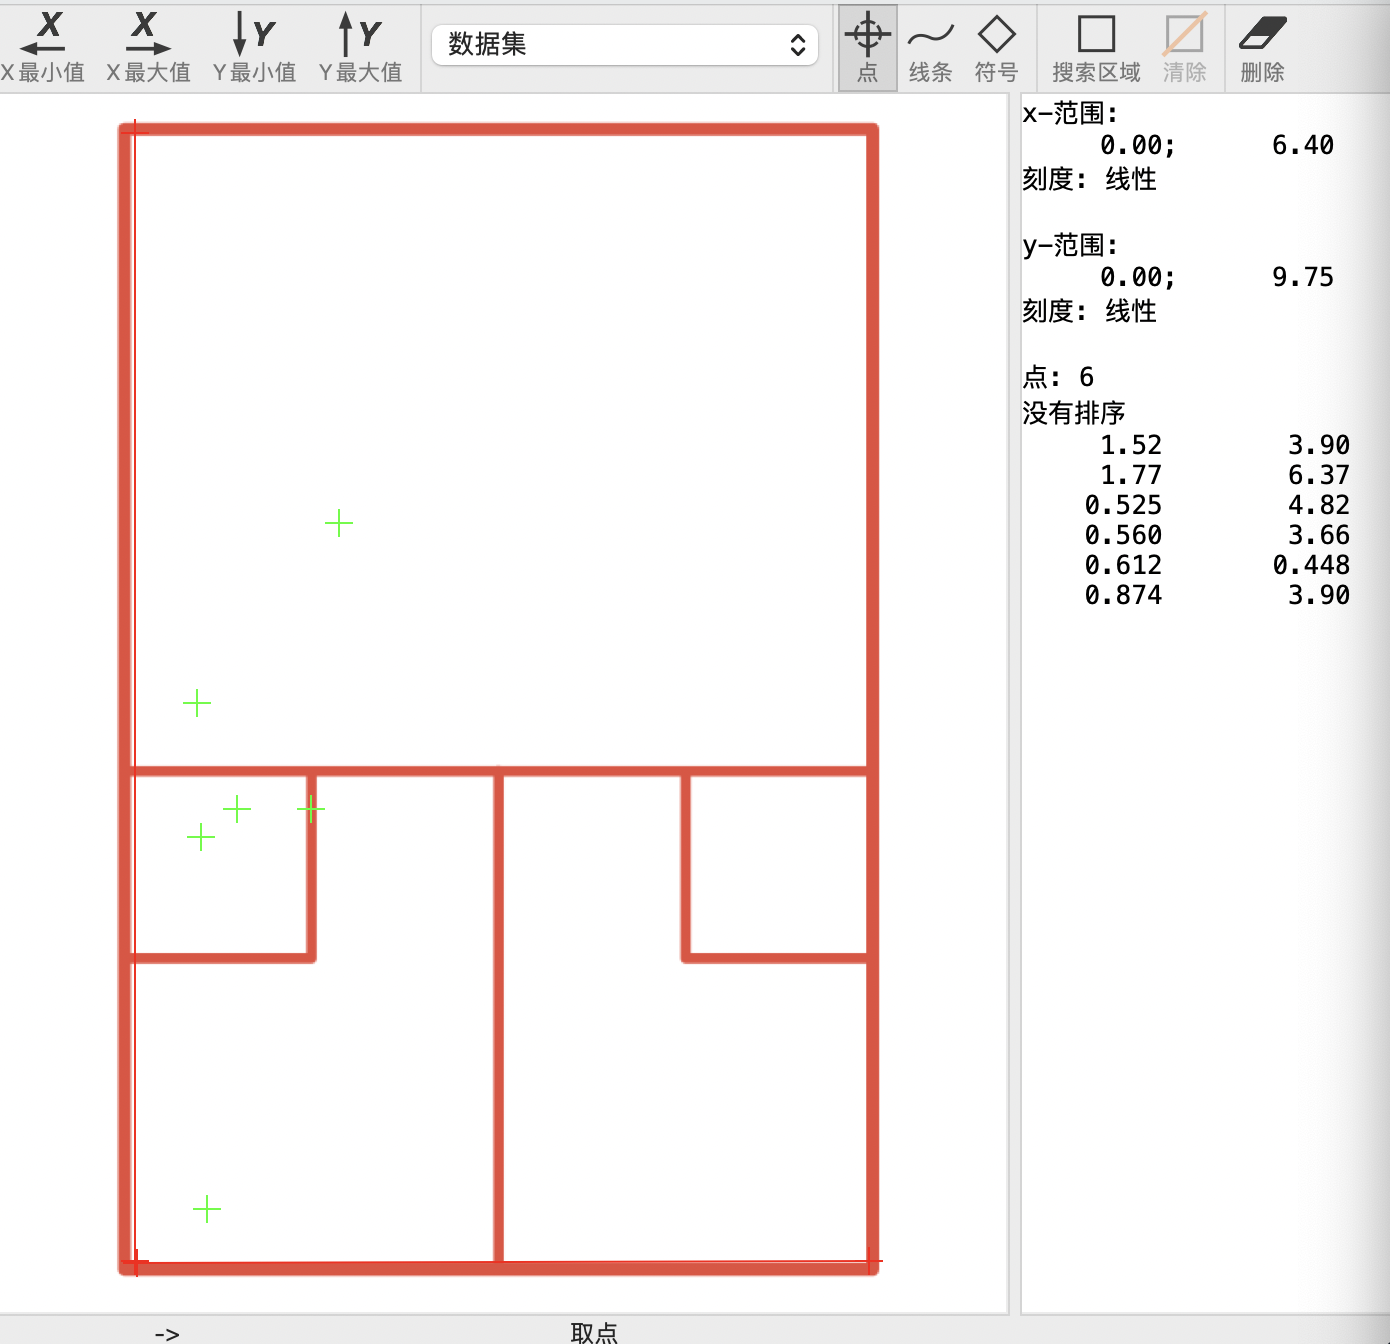 X
X
Y
Y
X最小值
X最大值
Y最小值
Y最大值
数据集
点
线条
符号
搜索区域
清除
删除
x-范围:
0.00; 6.40
刻度: 线性
y-范围:
0.00; 9.75
刻度: 线性
点: 6
没有排序
1.52 3.90
1.77 6.37
0.525 4.82
0.560 3.66
0.612 0.448
0.874 3.90
-> 取点